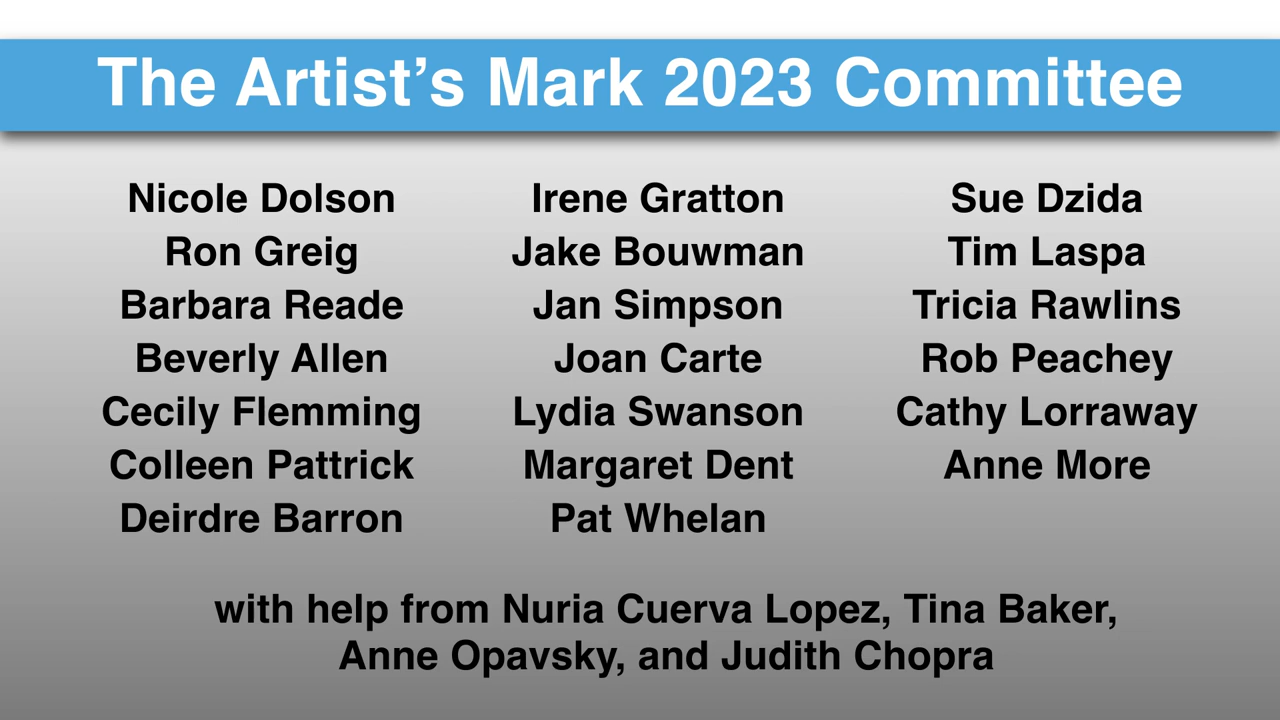 The Artist’s Mark 2023 Committee
Nicole Dolson
Ron Greig
Barbara Reade
Beverly Allen
Cecily Flemming
Colleen Pattrick
Deirdre Barron
Irene Gratton
Jake Bouwman
Jan Simpson
Joan Carte
Lydia Swanson
Margaret Dent
Pat Whelan
Sue Dzida
Tim Laspa
Tricia Rawlins
Rob Peachey
Cathy Lorraway
Anne More
with help from Nuria Cuerva Lopez, Tina Baker,
Anne Opavsky, and Judith Chopra